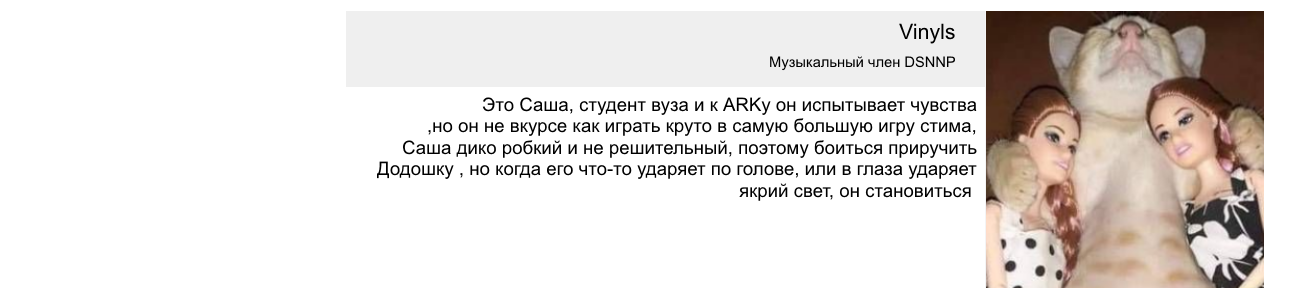 Vinyls
Музыкальный член DSNNP
Это Саша, студент вуза и к ARKу он испытывает чувства
,но он не вкурсе как играть круто в самую большую игру стима,
Саша дико робкий и не решительный, поэтому боиться приручить
Додошку , но когда его что-то ударяет по голове, или в глаза ударяет
якрий свет, он становиться